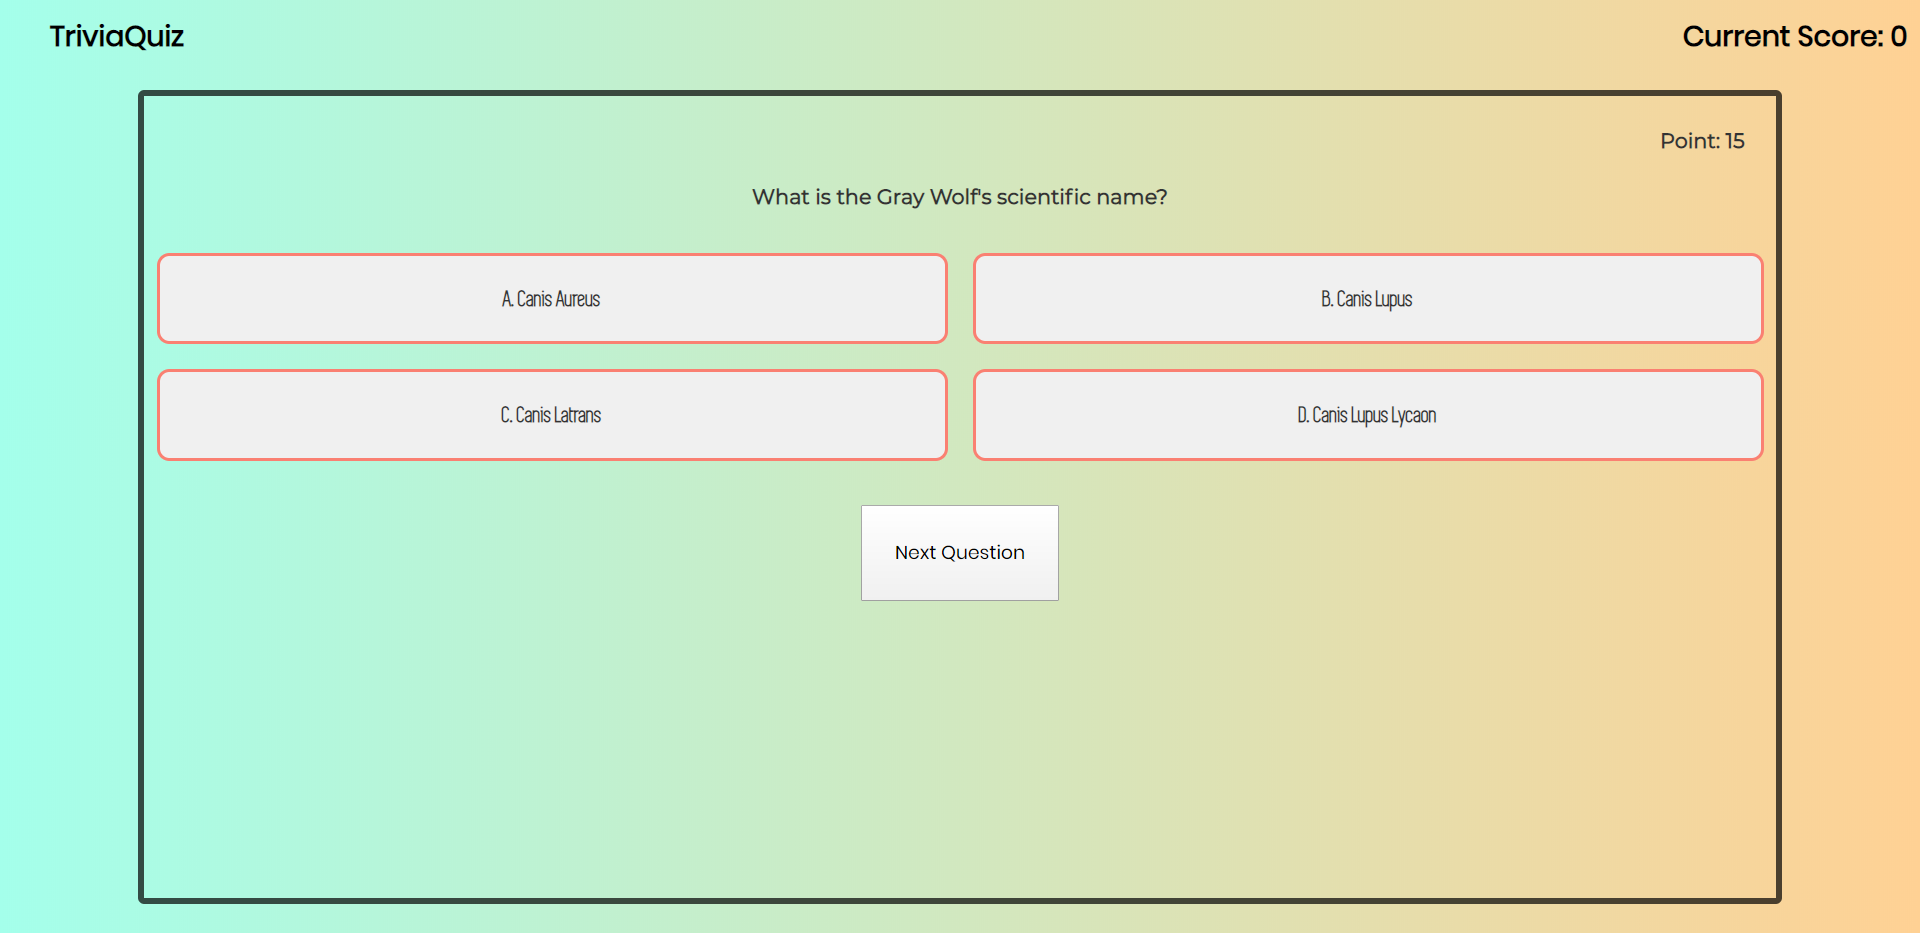 TriviaQuiz
Current Score: 0
Point: 15
What is the Gray Wolf's scientific name?
A. Canis Aureus
B. Canis Lupus
C. Canis Latrans
D. Canis Lupus Lycaon
Next Question